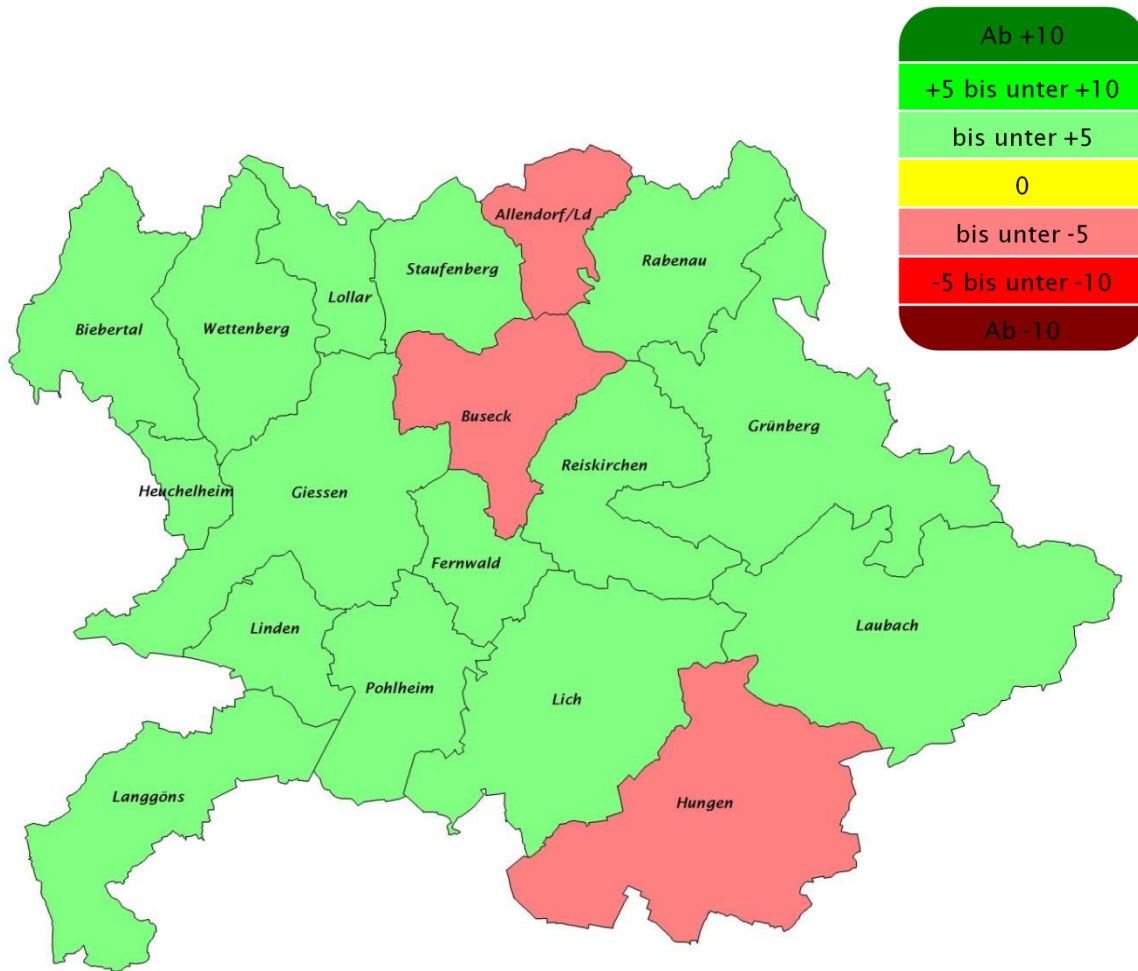 Ab +10
+5 bis unter +10
bis unter +5
0
bis unter -5
-5 bis unter -10
Ab -10
Allendorf/Ld
Staufenberg
Rabenau
Lollar
Biebertal
Wettenberg
Buseck
Grünberg
Reiskirchen
Heuchelheim
Giessen
Fernwald
Linden
Laubach
Pohlheim
Lich
Langgöns
Hungen